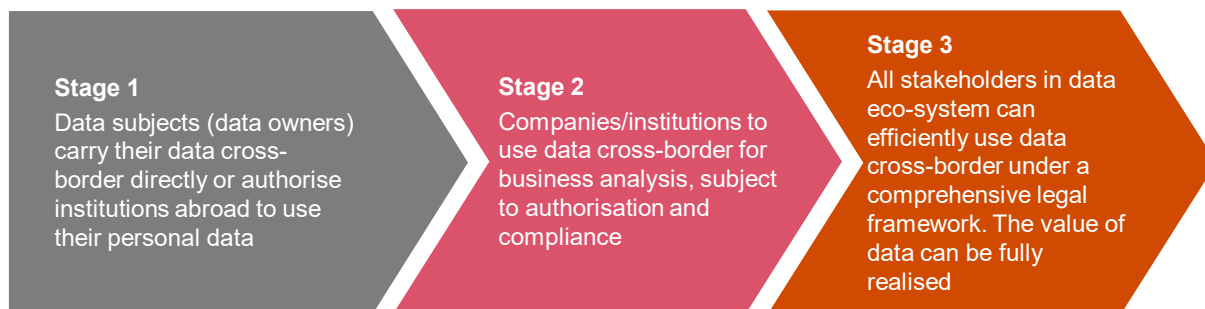 Stage 1
Data subjects (data owners)
carry their data cross-
border directly or authorise
institutions abroad to use
their personal data
Stage 2
Companies/institutions to
use data cross-border for
business analysis, subject
to authorisation and
compliance
Stage 3
All stakeholders in data
eco-system can
efficiently use data
cross-border under a
comprehensive legal
framework. The value of
data can be fully
realised